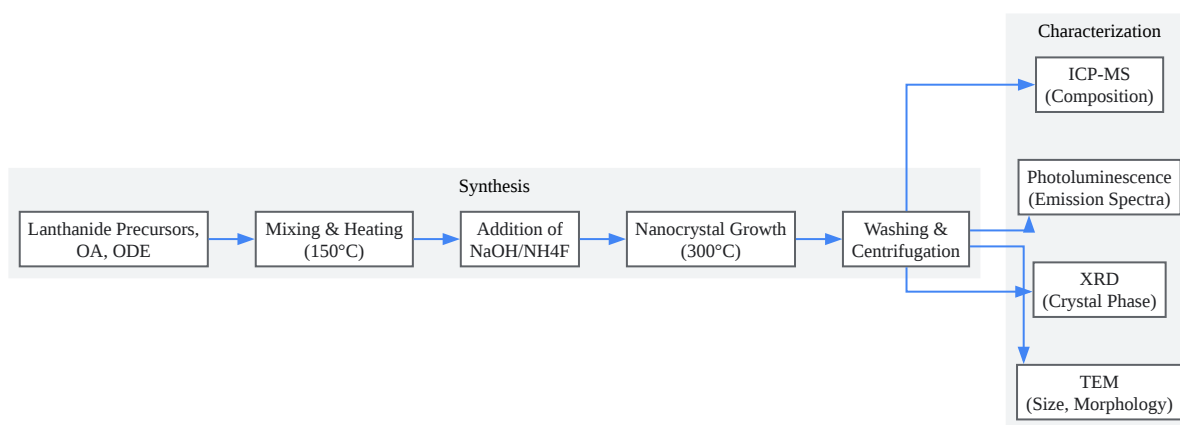 Synthesis
Lanthanide Precursors,
OA, ODE
Mixing & Heating
(150°C)
Addition of
NaOH/NH4F
Nanocrystal Growth
(300°C)
Washing &
Centrifugation
Characterization
ICP-MS
(Composition)
Photoluminescence
(Emission Spectra)
XRD
(Crystal Phase)
TEM
(Size, Morphology)